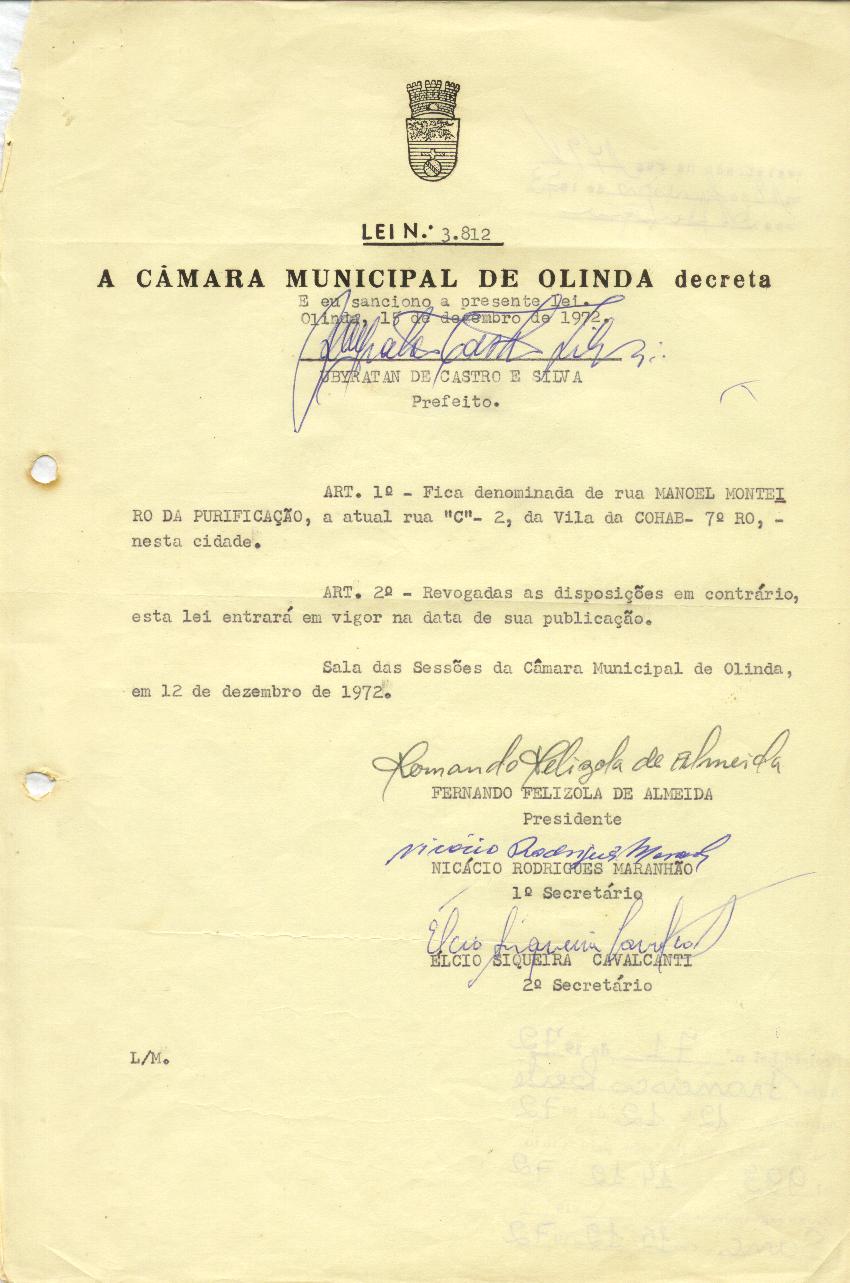 LEI N.º 3.812
A CÂMARA MUNICIPAL DE OLINDA decreta
E eu sanciono a presente lei.
Olinda, 15 de dezembro de 1972.
UBYRATAN DE CASTRO E SILVA
Prefeito.
ART. 1º - Fica denominada de rua MANOEL MONTEI
RO DA PURIFICAÇÃO, a atual rua "C"- 2, da Vila da COHAB- 7º RO, -
nesta cidade.
ART. 2º - Revogadas as disposições em contrário,
esta lei entrará em vigor na data de sua publicação.
Sala das Sessões da Câmara Municipal de Olinda,
em 12 de dezembro de 1972.
Fernando Felizola de Almeida
FERNANDO FELIZOLA DE ALMEIDA
Presidente
Nicácio Rodrigues
NICÁCIO RODRIGUES MARANHÃO
1º Secretário
Élcio Siqueira
ÉLCIO SIQUEIRA CAVALCANTI
2º Secretário
L/M.